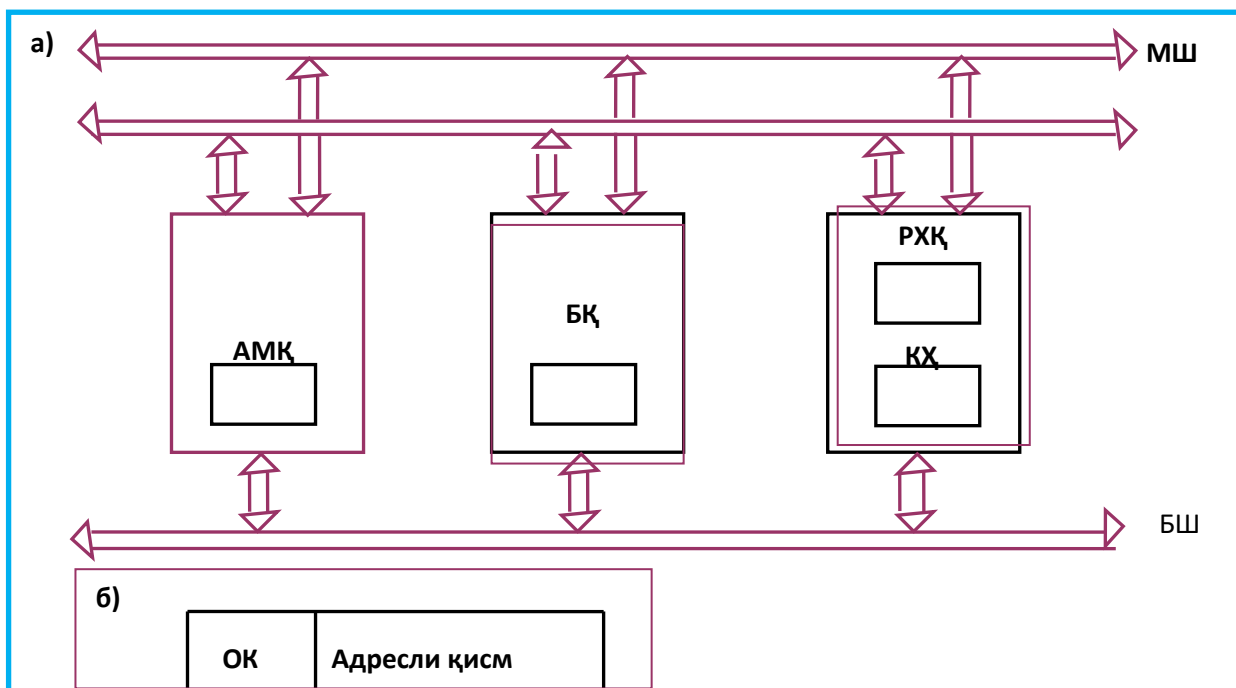 а)
МШ
РХҚ
БҚ
АМҚ
КҲ
БШ
б)
ОК Адресли қисм